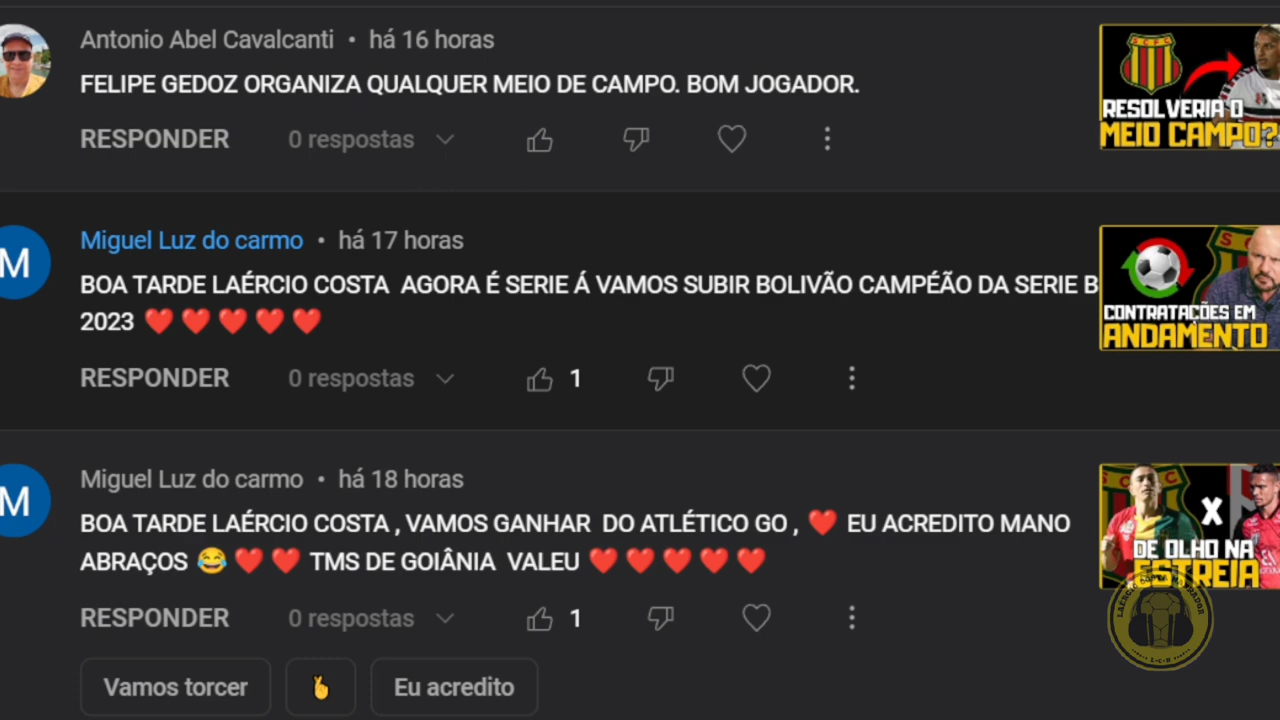 Antonio Abel Cavalcanti • há 16 horas
FELIPE GEDOZ ORGANIZA QUALQUER MEIO DE CAMPO. BOM JOGADOR.
RESPONDER 0 respostas
SCFC
RESOLVERIA O
MEIO CAMPO?
M
Miguel Luz do carmo • há 17 horas
BOA TARDE LAÉRCIO COSTA AGORA É SERIE Á VAMOS SUBIR BOLIVÃO CAMPÉÃO DA SERIE B
2023 ❤️❤️❤️❤️❤️
RESPONDER 0 respostas 1
S C
CONTRATAÇÕES EM
ANDAMENTO
M
Miguel Luz do carmo • há 18 horas
BOA TARDE LAÉRCIO COSTA , VAMOS GANHAR DO ATLÉTICO GO , ❤️ EU ACREDITO MANO
ABRAÇOS 😂❤️❤️ TMS DE GOIÂNIA VALEU ❤️❤️❤️❤️❤️
RESPONDER 0 respostas 1
X
DE OLHO NA
ESTREIA
LAÉRCIO COSTA NARRADOR
L-C-N
Vamos torcer 🫰 Eu acredito